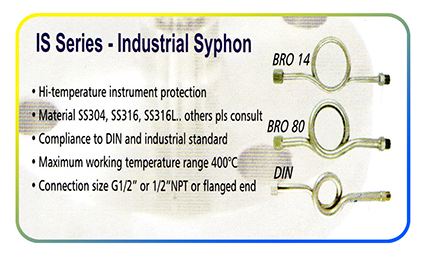 IS Series - Industrial Syphon
• Hi-temperature instrument protection
• Material SS304, SS316, SS316L.. others pls consult
• Compliance to DIN and industrial standard
• Maximum working temperature range 400°C
• Connection size G1/2" or 1/2"NPT or flanged end
BRO 14
BRO 80
DIN